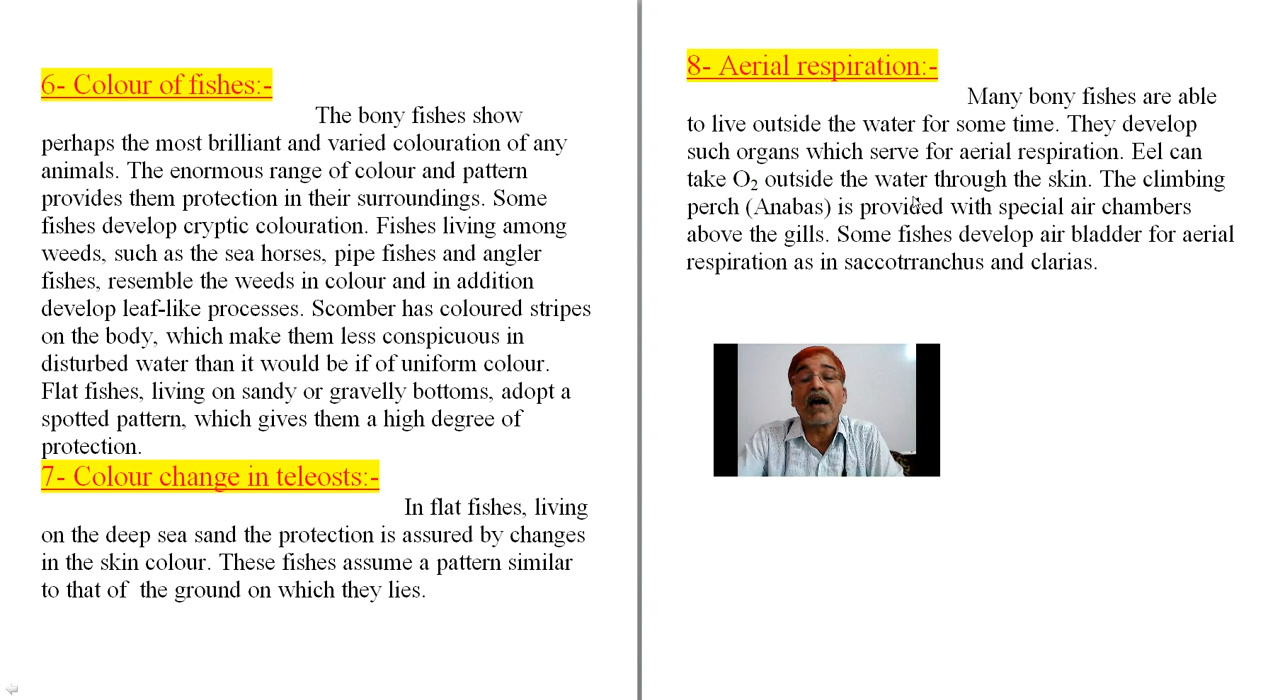 6- Colour of fishes:-
The bony fishes show
perhaps the most brilliant and varied colouration of any
animals. The enormous range of colour and pattern
provides them protection in their surroundings. Some
fishes develop cryptic colouration. Fishes living among
weeds, such as the sea horses, pipe fishes and angler
fishes, resemble the weeds in colour and in addition
develop leaf-like processes. Scomber has coloured stripes
on the body, which make them less conspicuous in
disturbed water than it would be if of uniform colour.
Flat fishes, living on sandy or gravelly bottoms, adopt a
spotted pattern, which gives them a high degree of
protection.
7- Colour change in teleosts:-
In flat fishes, living
on the deep sea sand the protection is assured by changes
in the skin colour. These fishes assume a pattern similar
to that of  the ground on which they lies.
8- Aerial respiration:-
Many bony fishes are able
to live outside the water for some time. They develop
such organs which serve for aerial respiration. Eel can
take O₂ outside the water through the skin. The climbing
perch (Anabas) is provided with special air chambers
above the gills. Some fishes develop air bladder for aerial
respiration as in saccotrranchus and clarias.